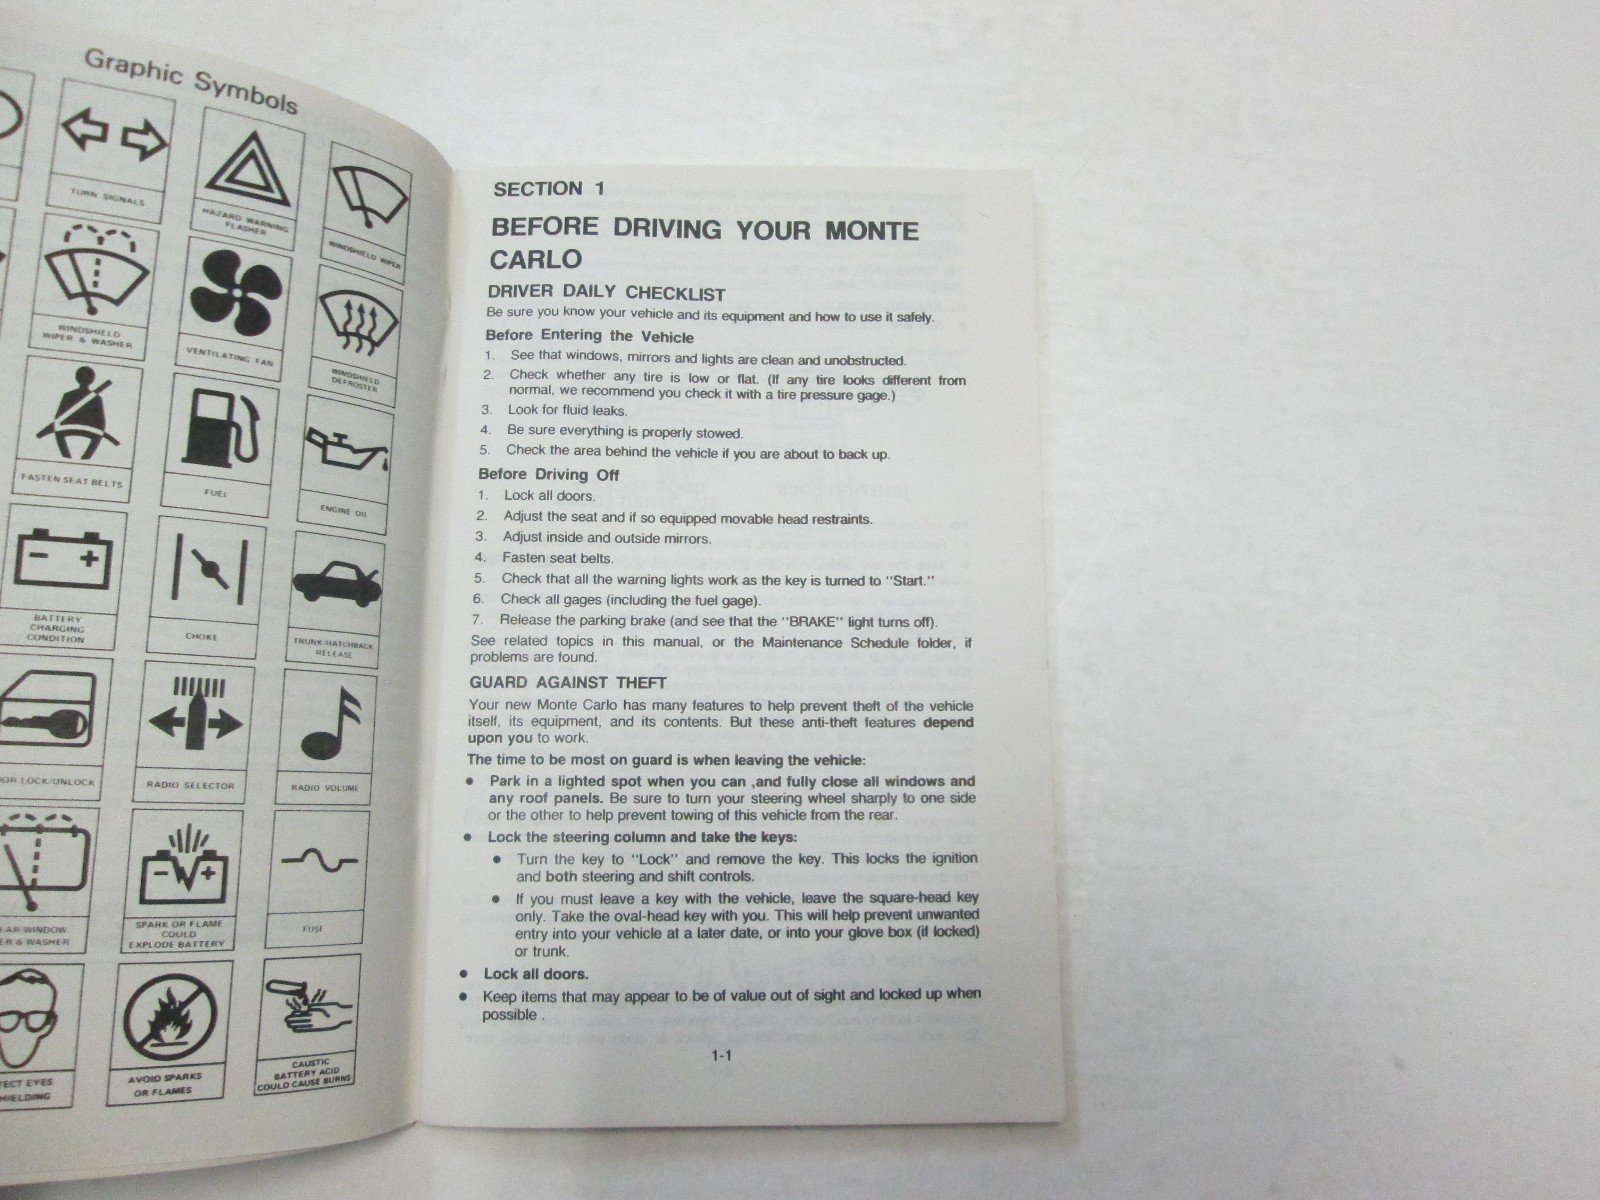 Graphic Symbols
TURN SIGNALS
HAZARD WARNING
FLASHER
WINDSHIELD WIPER
WINDSHIELD
WIPER & WASHER
VENTILATING FAN
WINDSHIELD
DEFROSTER
FASTEN SEAT BELTS
FUEL
ENGINE OIL
BATTERY
CHARGING
CONDITION
CHOKE
TRUNK/HATCHBACK
RELEASE
LOCK/UNLOCK
RADIO SELECTOR
RADIO VOLUME
WINDOW
& WASHER
SPARK OR FLAME
COULD
EXPLODE BATTERY
FUSE
EYES
AVOID SPARKS
OR FLAMES
CAUSTIC
BATTERY ACID
COULD CAUSE BURNS
SECTION 1
BEFORE DRIVING YOUR MONTE
CARLO
DRIVER DAILY CHECKLIST
Be sure you know your vehicle and its equipment and how to use it safely.
Before Entering the Vehicle
1. See that windows, mirrors and lights are clean and unobstructed.
2. Check whether any tire is low or flat. (If any tire looks different from
normal, we recommend you check it with a tire pressure gage.)
3. Look for fluid leaks.
4. Be sure everything is properly stowed.
5. Check the area behind the vehicle if you are about to back up.
Before Driving Off
1. Lock all doors.
2. Adjust the seat and if so equipped movable head restraints.
3. Adjust inside and outside mirrors.
4. Fasten seat belts.
5. Check that all the warning lights work as the key is turned to "Start."
6. Check all gages (including the fuel gage).
7. Release the parking brake (and see that the "BRAKE" light turns off).
See related topics in this manual, or the Maintenance Schedule folder, if
problems are found.
GUARD AGAINST THEFT
Your new Monte Carlo has many features to help prevent theft of the vehicle
itself, its equipment, and its contents. But these anti-theft features depend
upon you to work.
The time to be most on guard is when leaving the vehicle:
● Park in a lighted spot when you can ,and fully close all windows and
any roof panels. Be sure to turn your steering wheel sharply to one side
or the other to help prevent towing of this vehicle from the rear.
● Lock the steering column and take the keys:
● Turn the key to "Lock" and remove the key. This locks the ignition
and both steering and shift controls.
● If you must leave a key with the vehicle, leave the square-head key
only. Take the oval-head key with you. This will help prevent unwanted
entry into your vehicle at a later date, or into your glove box (if locked)
or trunk.
● Lock all doors.
● Keep items that may appear to be of value out of sight and locked up when
possible .
1-1